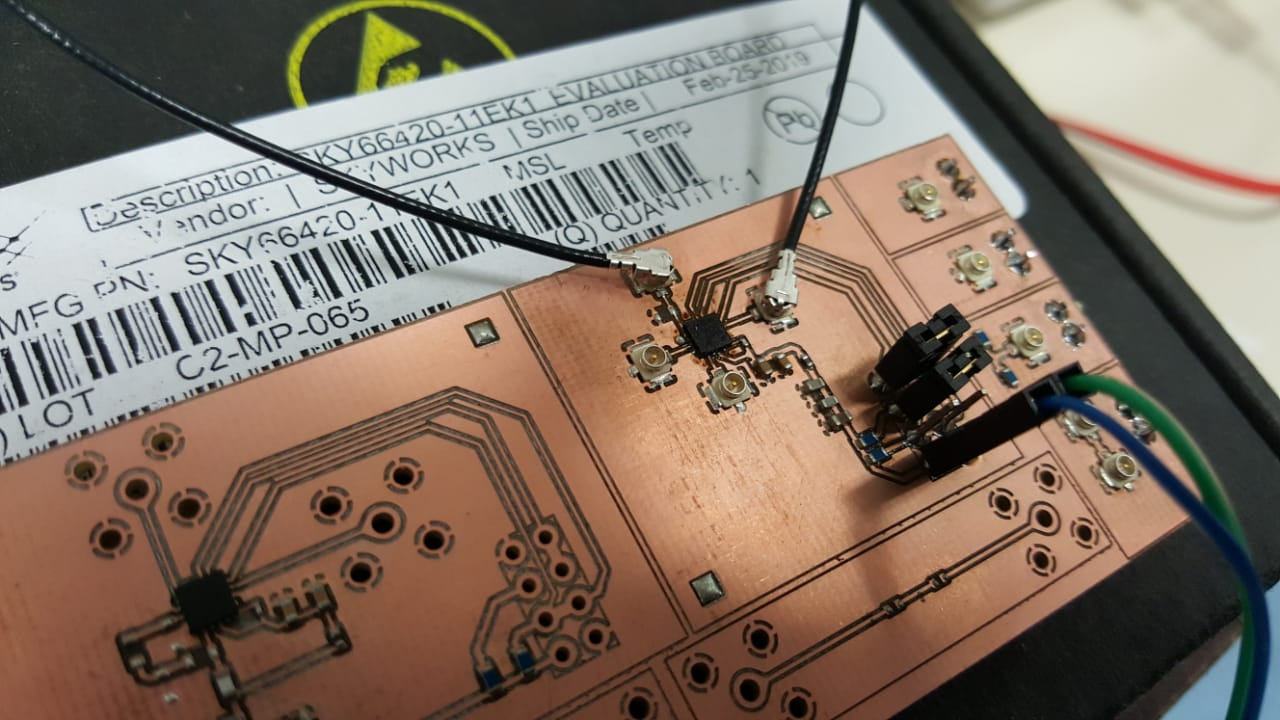 Description: SKY66420-11EK1 EVALUATION BOARD
Vendor: | SKYWORKS | Ship Date | Feb-25-2019
MFG PN: SKY66420-11EK1 MSL Temp Pb
(Q) QUANTITY: 1
) LOT C2-MP-065